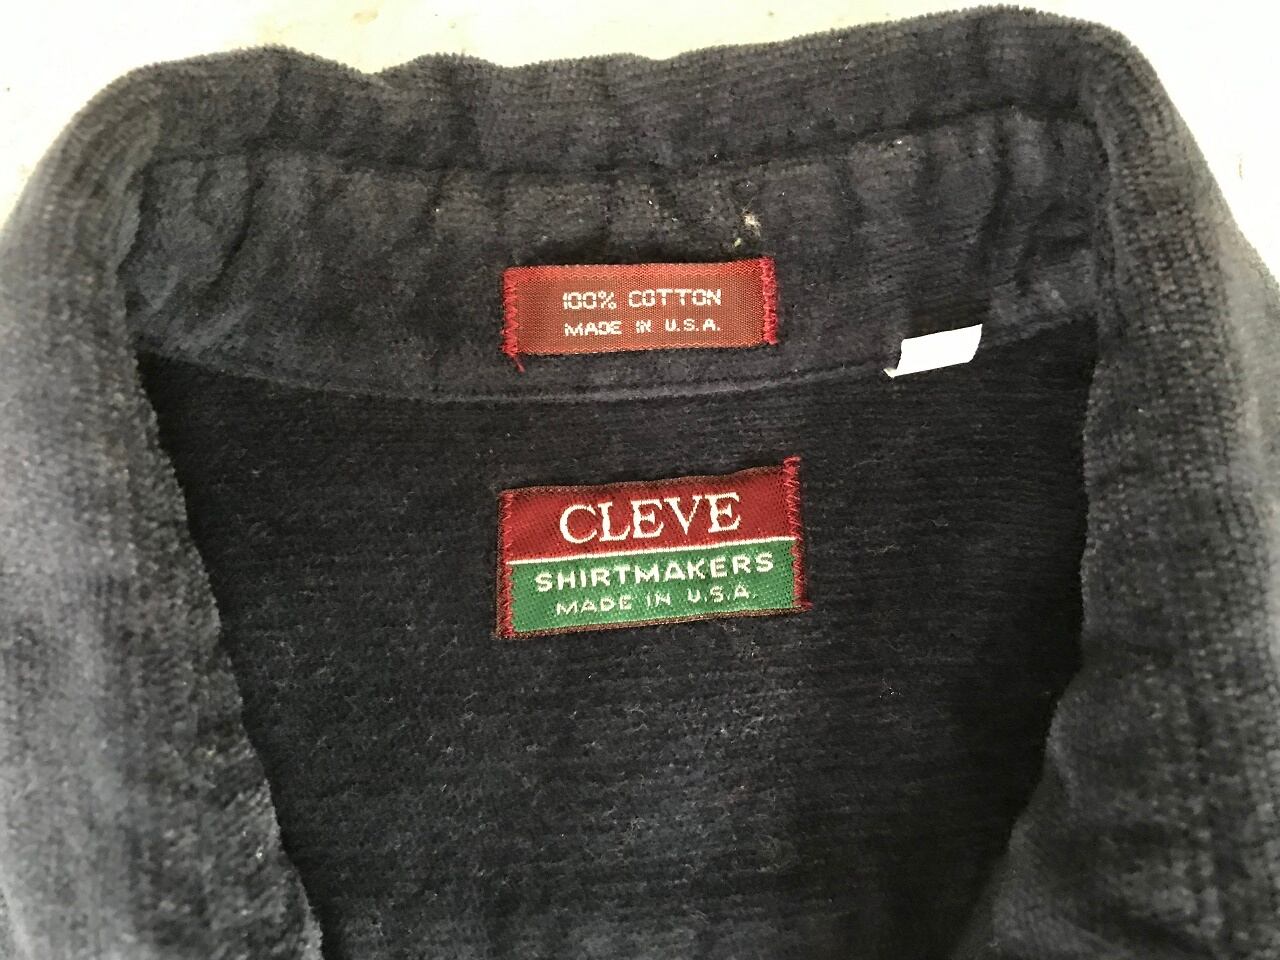 100% COTTON
MADE IN U.S.A.
CLEVE
SHIRTMAKERS
MADE IN U.S.A.